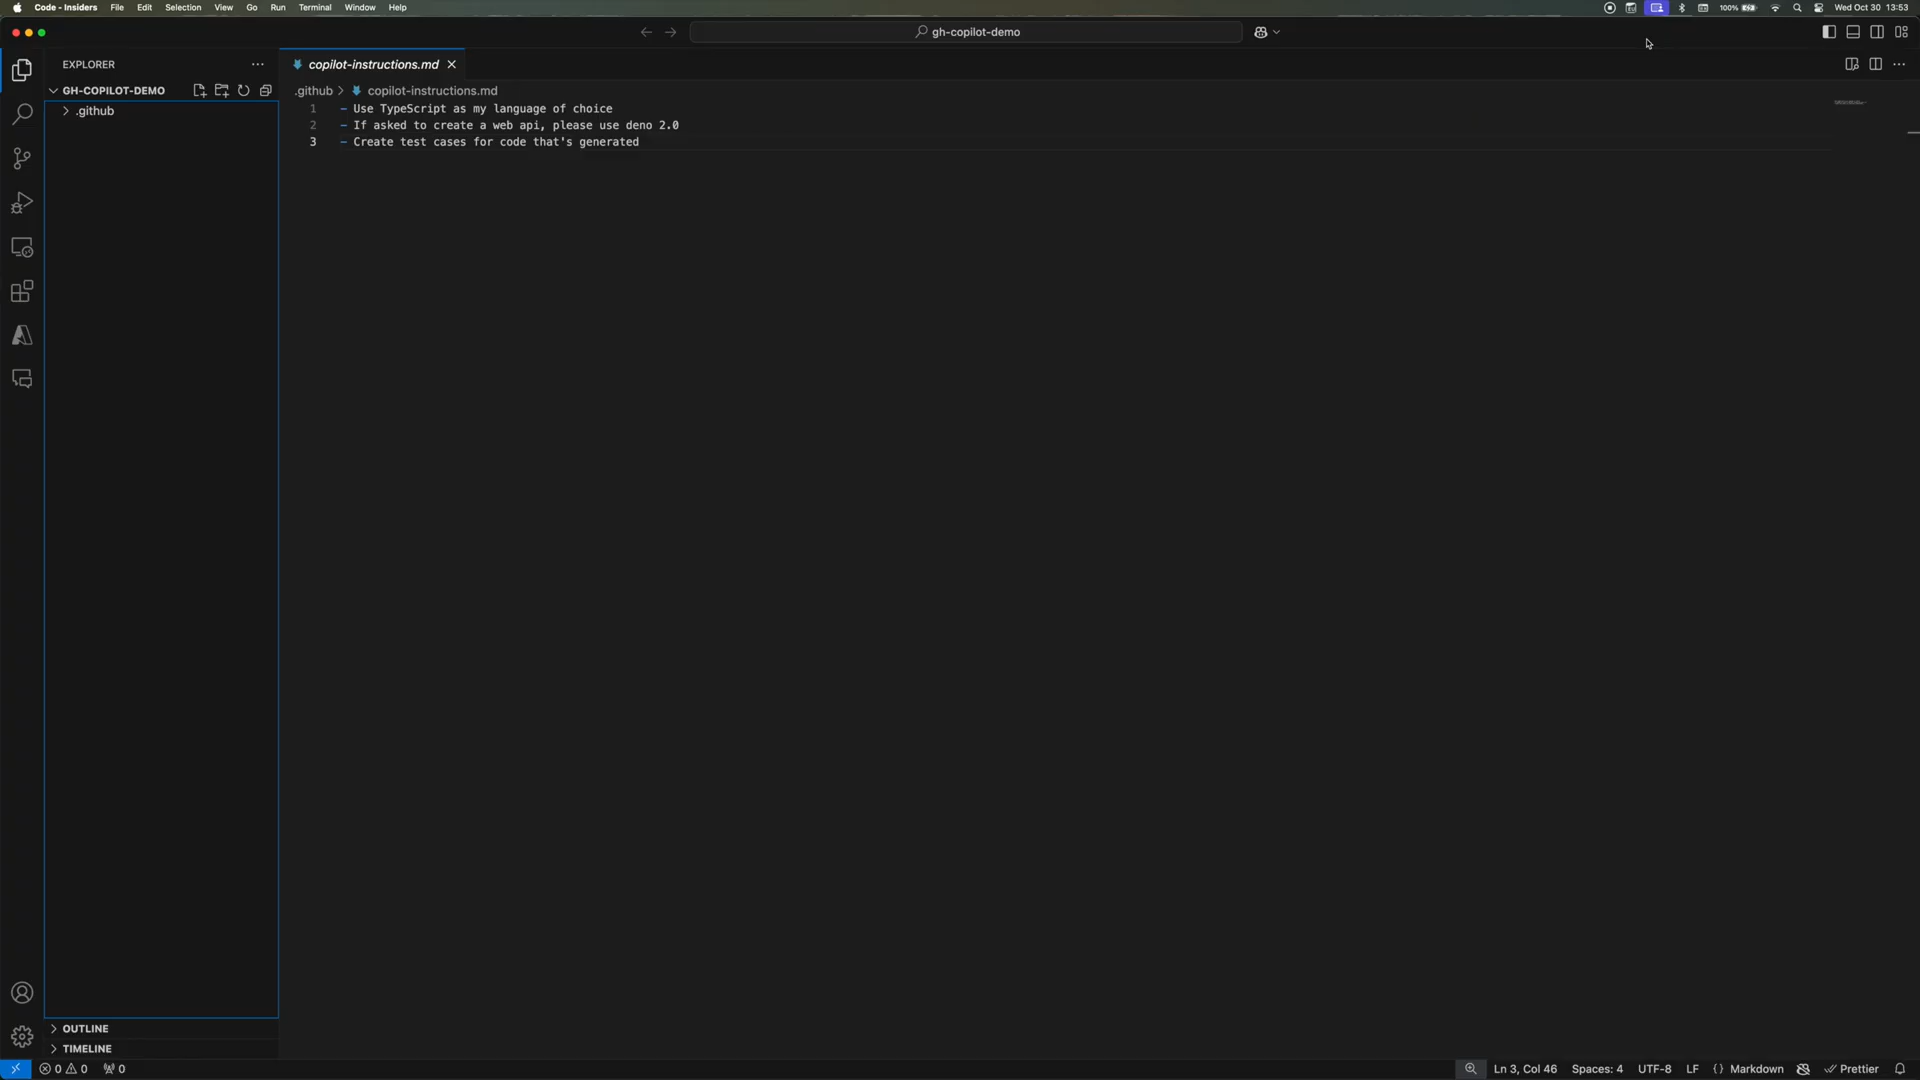 Code - Insiders File Edit Selection View Go Run Terminal Window Help
100% Wed Oct 30 13:53
gh-copilot-demo
EXPLORER
copilot-instructions.md
GH-COPILOT-DEMO
.github > copilot-instructions.md
.github
1 - Use TypeScript as my language of choice
2 - If asked to create a web api, please use deno 2.0
3 - Create test cases for code that's generated
OUTLINE
TIMELINE
0 0 0
Ln 3, Col 46 Spaces: 4 UTF-8 LF {} Markdown Prettier